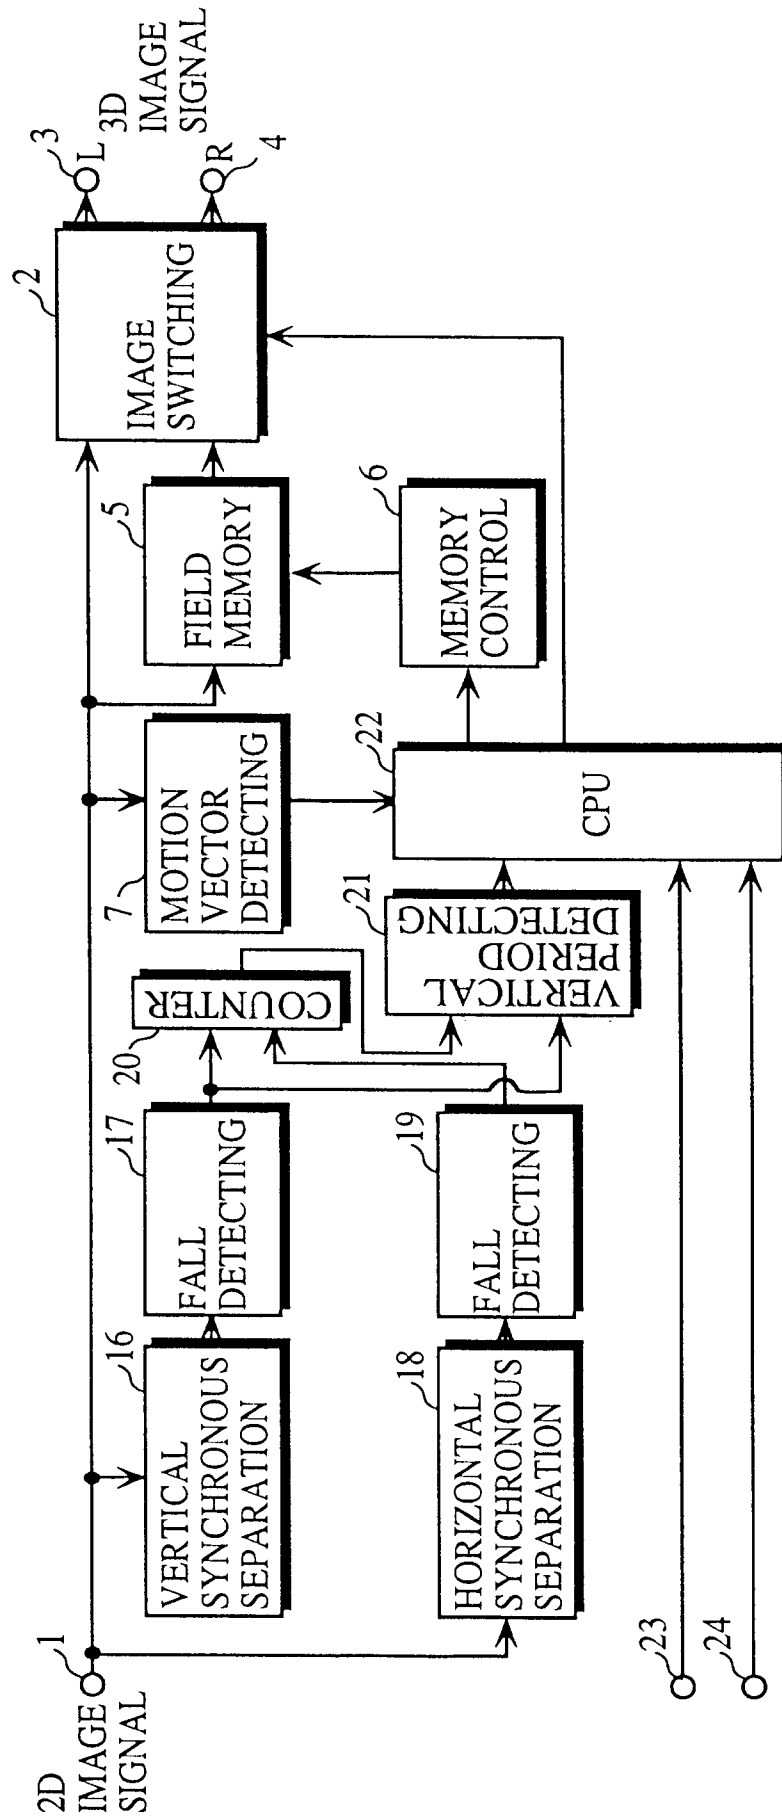 2D
IMAGE
SIGNAL
1
VERTICAL
SYNCHRONOUS
SEPARATION
16
FALL
DETECTING
17
HORIZONTAL
SYNCHRONOUS
SEPARATION
18
FALL
DETECTING
19
COUNTER
20
VERTICAL
PERIOD
DETECTING
21
MOTION
VECTOR
DETECTING
7
CPU
22
FIELD
MEMORY
5
MEMORY
CONTROL
6
IMAGE
SWITCHING
2
3
L
3D
IMAGE
SIGNAL
R
4
23
24